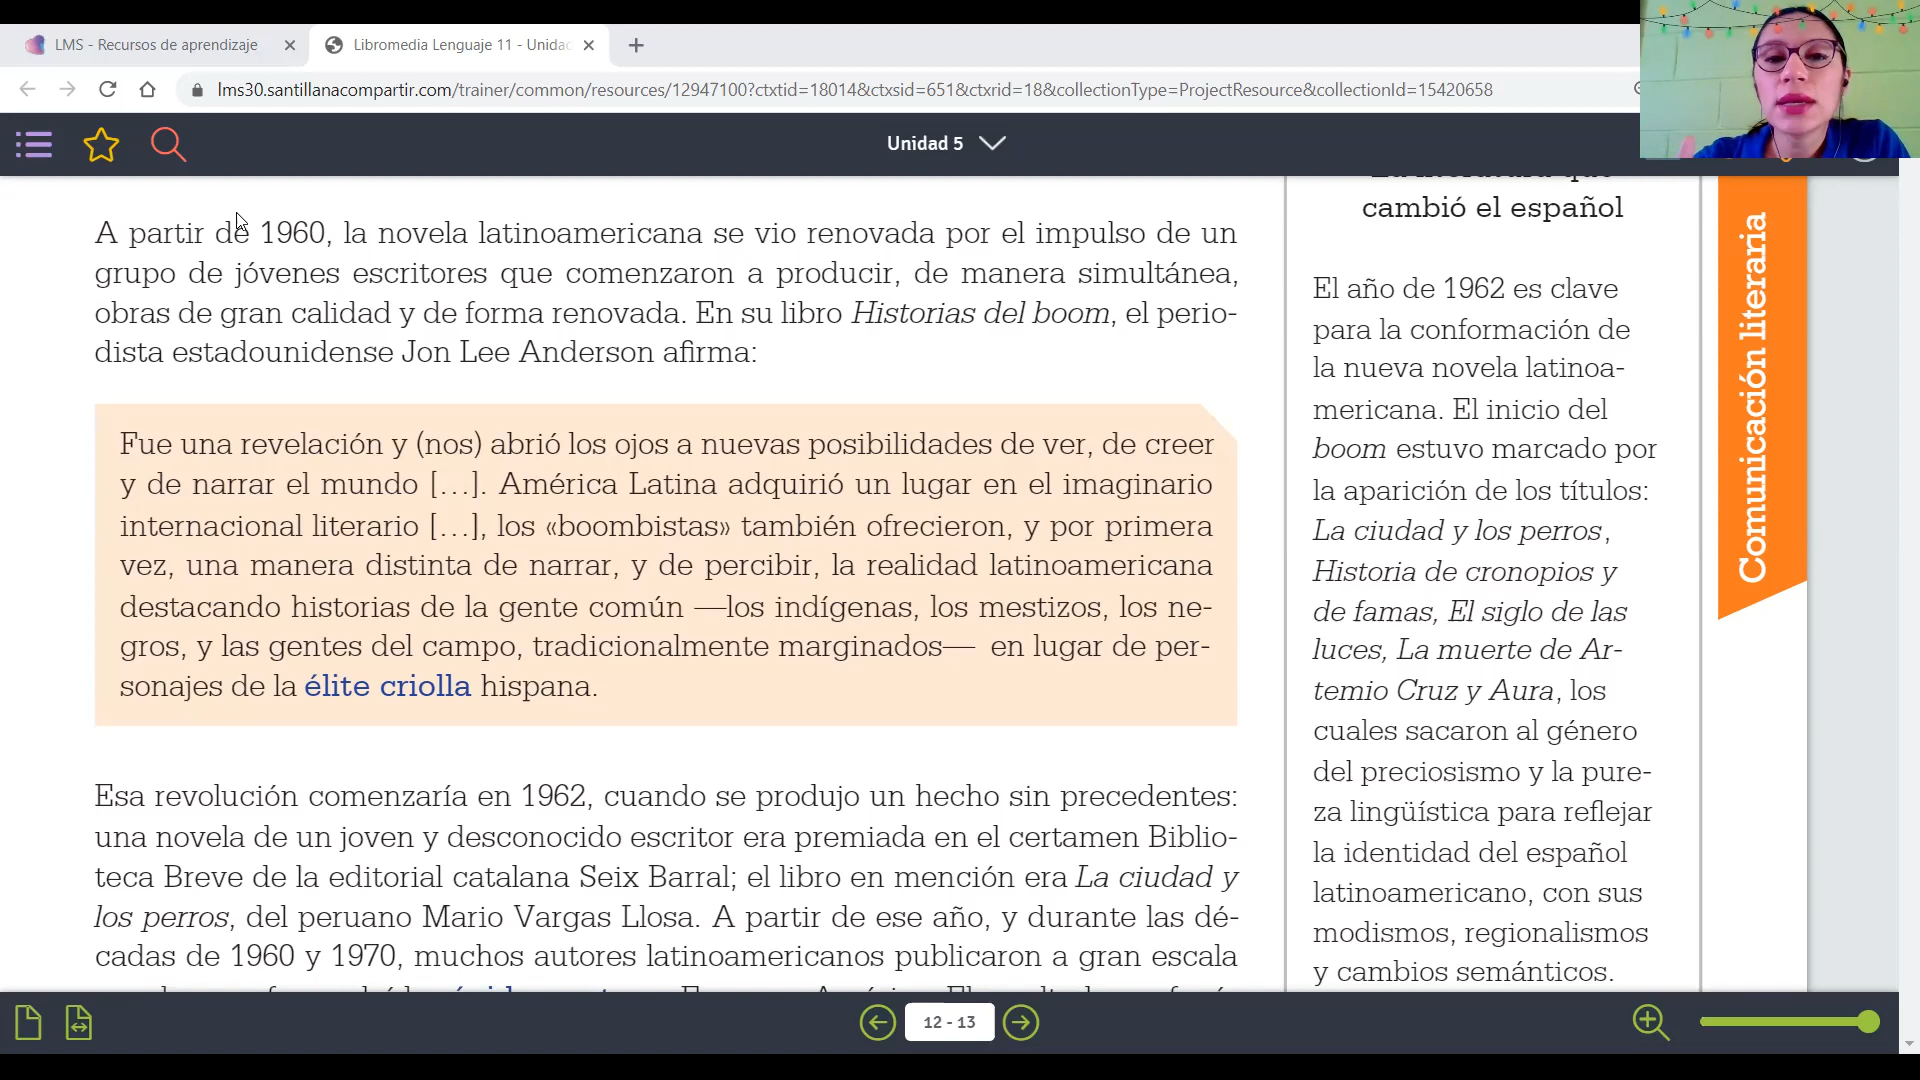 LMS - Recursos de aprendizaje
Libromedia Lenguaje 11 - Unidad
lms30.santillanacompartir.com/trainer/common/resources/12947100?ctxtid=18014&ctxsid=651&ctxrid=18&collectionType=ProjectResource&collectionId=15420658
Unidad 5
A partir de 1960, la novela latinoamericana se vio renovada por el impulso de un
grupo de jóvenes escritores que comenzaron a producir, de manera simultánea,
obras de gran calidad y de forma renovada. En su libro Historias del boom, el perio-
dista estadounidense Jon Lee Anderson afirma:
Fue una revelación y (nos) abrió los ojos a nuevas posibilidades de ver, de creer
y de narrar el mundo […]. América Latina adquirió un lugar en el imaginario
internacional literario […], los «boombistas» también ofrecieron, y por primera
vez, una manera distinta de narrar, y de percibir, la realidad latinoamericana
destacando historias de la gente común —los indígenas, los mestizos, los ne-
gros, y las gentes del campo, tradicionalmente marginados— en lugar de per-
sonajes de la élite criolla hispana.
Esa revolución comenzaría en 1962, cuando se produjo un hecho sin precedentes:
una novela de un joven y desconocido escritor era premiada en el certamen Biblio-
teca Breve de la editorial catalana Seix Barral; el libro en mención era La ciudad y
los perros, del peruano Mario Vargas Llosa. A partir de ese año, y durante las dé-
cadas de 1960 y 1970, muchos autores latinoamericanos publicaron a gran escala
La literatura que
cambió el español
El año de 1962 es clave
para la conformación de
la nueva novela latinoa-
mericana. El inicio del
boom estuvo marcado por
la aparición de los títulos:
La ciudad y los perros,
Historia de cronopios y
de famas, El siglo de las
luces, La muerte de Ar-
temio Cruz y Aura, los
cuales sacaron al género
del preciosismo y la pure-
za lingüística para reflejar
la identidad del español
latinoamericano, con sus
modismos, regionalismos
y cambios semánticos.
Comunicación literaria
12 - 13